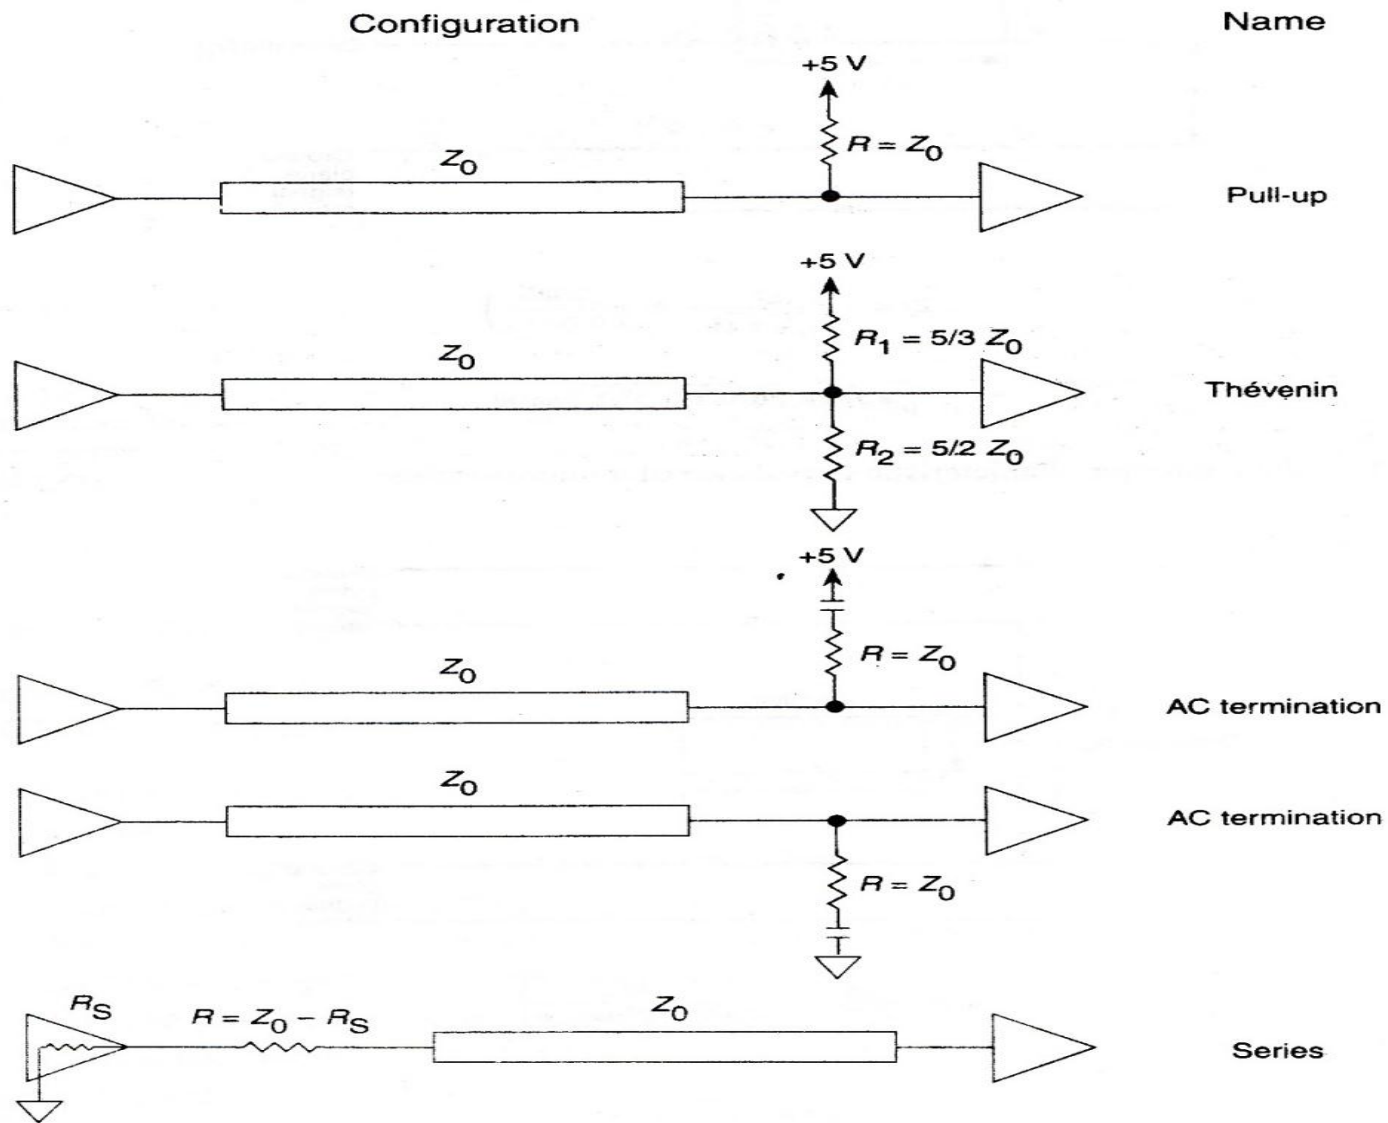 Configuration
Name
+5 V
R = Z0
Z0
Pull-up
+5 V
R1 = 5/3 Z0
Z0
Thévenin
R2 = 5/2 Z0
+5 V
R = Z0
Z0
AC termination
Z0
AC termination
R = Z0
RS
R = Z0 − RS
Z0
Series